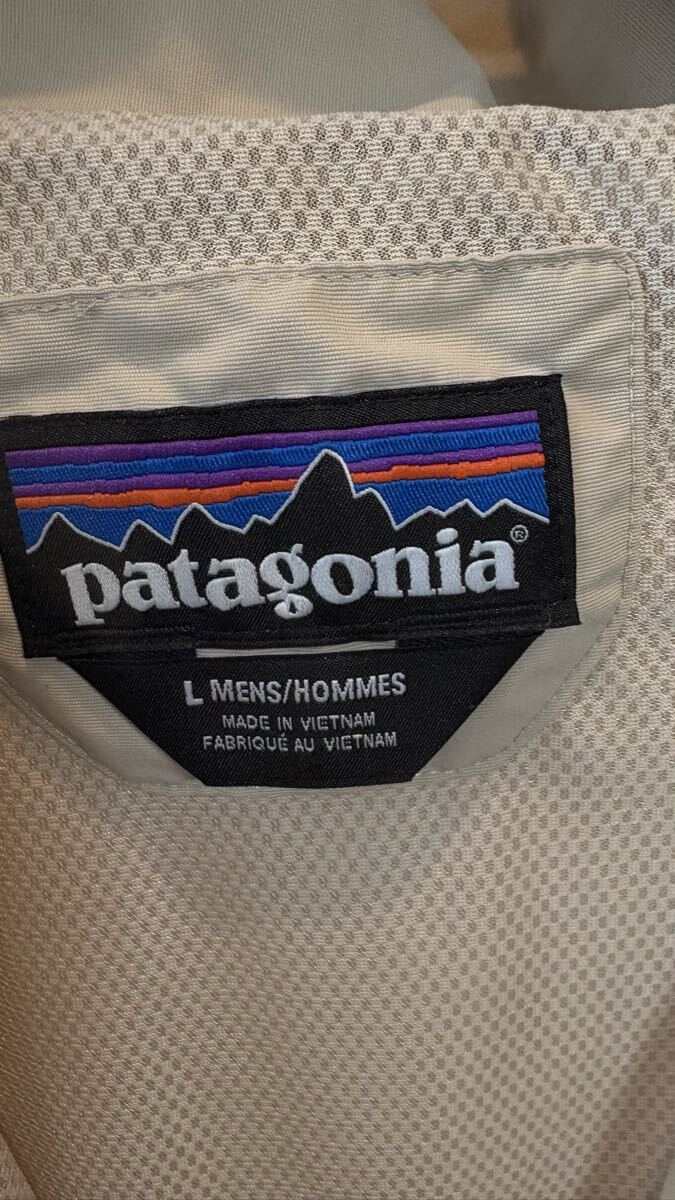 patagonia®
L MENS/HOMMES
MADE IN VIETNAM
FABRIQUÉ AU VIETNAM